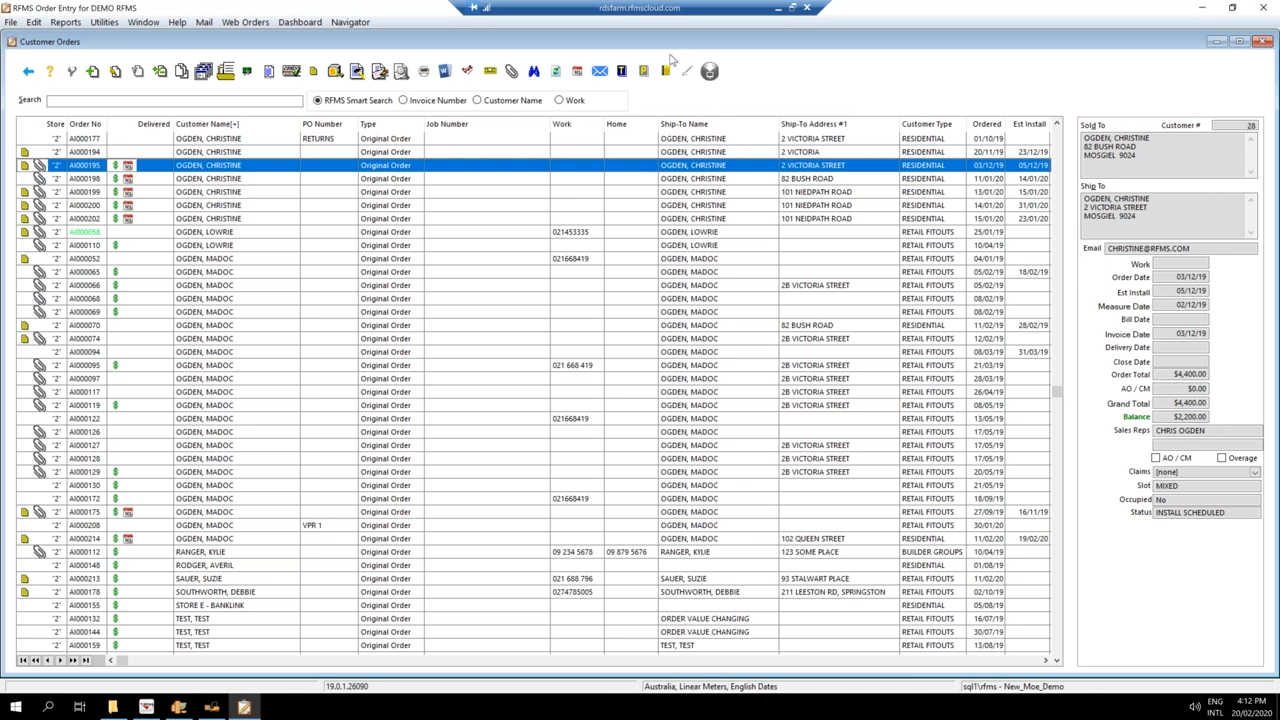 RFMS Order Entry for DEMO RFMS
rdsfarm.rfmscloud.com
File Edit Reports Utilities Window Help Mail Web Orders Dashboard Navigator
Customer Orders
Search RFMS Smart Search Invoice Number Customer Name Work
Store Order No Delivered Customer Name[+] PO Number Type Job Number Work Home Ship-To Name Ship-To Address #1 Customer Type Ordered Est Install
"2" AI000177 OGDEN, CHRISTINE RETURNS Original Order OGDEN, CHRISTINE 2 VICTORIA STREET RESIDENTIAL 01/10/19
"2" AI000194 OGDEN, CHRISTINE Original Order OGDEN, CHRISTINE 2 VICTORIA RESIDENTIAL 20/11/19 23/12/19
"2" AI000195 $ OGDEN, CHRISTINE Original Order OGDEN, CHRISTINE 2 VICTORIA STREET RESIDENTIAL 03/12/19 05/12/19
"2" AI000198 OGDEN, CHRISTINE Original Order OGDEN, CHRISTINE 82 BUSH ROAD RESIDENTIAL 11/01/20 14/01/20
"2" AI000199 $ OGDEN, CHRISTINE Original Order OGDEN, CHRISTINE 101 NIEDPATH ROAD RESIDENTIAL 13/01/20 15/01/20
"2" AI000200 $ OGDEN, CHRISTINE Original Order OGDEN, CHRISTINE 101 NIEDPATH ROAD RESIDENTIAL 14/01/20 31/01/20
"2" AI000202 $ OGDEN, CHRISTINE Original Order OGDEN, CHRISTINE 101 NIEDPATH ROAD RESIDENTIAL 15/01/20 23/01/20
"2" AI000058 OGDEN, LOWRIE Original Order 021453335 OGDEN, LOWRIE RETAIL FITOUTS 25/01/19
"2" AI000110 $ OGDEN, LOWRIE Original Order OGDEN, LOWRIE RETAIL FITOUTS 10/04/19
"2" AI000052 OGDEN, MADOC Original Order 021668419 OGDEN, MADOC RETAIL FITOUTS 04/01/19
"2" AI000065 $ OGDEN, MADOC Original Order OGDEN, MADOC RETAIL FITOUTS 05/02/19 18/02/19
"2" AI000066 $ OGDEN, MADOC Original Order OGDEN, MADOC 2B VICTORIA STREET RETAIL FITOUTS 05/02/19
"2" AI000068 $ OGDEN, MADOC Original Order OGDEN, MADOC RETAIL FITOUTS 08/02/19
"2" AI000069 $ OGDEN, MADOC Original Order OGDEN, MADOC RETAIL FITOUTS 08/02/19
"2" AI000070 OGDEN, MADOC Original Order OGDEN, MADOC 82 BUSH ROAD RESIDENTIAL 11/02/19 28/02/19
"2" AI000074 OGDEN, MADOC Original Order OGDEN, MADOC 2B VICTORIA STREET RETAIL FITOUTS 12/02/19
"2" AI000094 OGDEN, MADOC Original Order OGDEN, MADOC RETAIL FITOUTS 08/03/19 31/03/19
"2" AI000095 $ OGDEN, MADOC Original Order 021 668 419 OGDEN, MADOC 2B VICTORIA STREET RETAIL FITOUTS 21/03/19
"2" AI000097 OGDEN, MADOC Original Order OGDEN, MADOC 2B VICTORIA STREET RETAIL FITOUTS 28/03/19
"2" AI000117 OGDEN, MADOC Original Order OGDEN, MADOC 2B VICTORIA STREET RETAIL FITOUTS 26/04/19
"2" AI000119 $ OGDEN, MADOC Original Order OGDEN, MADOC 2B VICTORIA STREET RETAIL FITOUTS 08/05/19
"2" AI000122 OGDEN, MADOC Original Order 021668419 OGDEN, MADOC RETAIL FITOUTS 13/05/19
"2" AI000126 OGDEN, MADOC Original Order OGDEN, MADOC RETAIL FITOUTS 17/05/19
"2" AI000127 OGDEN, MADOC Original Order OGDEN, MADOC 2B VICTORIA STREET RETAIL FITOUTS 17/05/19
"2" AI000128 OGDEN, MADOC Original Order OGDEN, MADOC 2B VICTORIA STREET RETAIL FITOUTS 17/05/19
"2" AI000129 $ OGDEN, MADOC Original Order OGDEN, MADOC 2B VICTORIA STREET RETAIL FITOUTS 20/05/19
"2" AI000130 $ OGDEN, MADOC Original Order OGDEN, MADOC RETAIL FITOUTS 21/05/19
"2" AI000172 $ OGDEN, MADOC Original Order 021668419 OGDEN, MADOC RETAIL FITOUTS 18/09/19
"2" AI000175 $ OGDEN, MADOC Original Order OGDEN, MADOC RETAIL FITOUTS 27/09/19 16/11/19
"2" AI000208 OGDEN, MADOC VPR 1 Original Order OGDEN, MADOC RETAIL FITOUTS 30/01/20
"2" AI000214 $ OGDEN, MADOC Original Order OGDEN, MADOC 102 QUEEN STREET RETAIL FITOUTS 11/02/20 19/02/20
"2" AI000112 RANGER, KYLIE Original Order 09 234 5678 09 879 5676 RANGER, KYLIE 123 SOME PLACE BUILDER GROUPS 10/04/19
"2" AI000148 $ RODGER, AVERIL Original Order RESIDENTIAL 01/08/19
"2" AI000213 $ SAUER, SUZIE Original Order 021 688 796 SAUER, SUZIE 93 STALWART PLACE RETAIL FITOUTS 11/02/20
"2" AI000178 $ SOUTHWORTH, DEBBIE Original Order 0274785005 SOUTHWORTH, DEBBIE 211 LEESTON RD, SPRINGSTON RETAIL FITOUTS 02/10/19
"2" AI000155 $ STORE E - BANKLINK Original Order RESIDENTIAL 05/08/19
"2" AI000132 $ TEST, TEST Original Order ORDER VALUE CHANGING RETAIL FITOUTS 16/07/19
"2" AI000144 $ TEST, TEST Original Order ORDER VALUE CHANGING RETAIL FITOUTS 30/07/19
"2" AI000159 $ TEST, TEST Original Order TEST, TEST RETAIL FITOUTS 13/08/19
Sold To Customer # 28
OGDEN, CHRISTINE
82 BUSH ROAD
MOSGIEL 9024
Ship To
OGDEN, CHRISTINE
2 VICTORIA STREET
MOSGIEL 9024
Email CHRISTINE@RFMS.COM
Work
Order Date 03/12/19
Est Install 05/12/19
Measure Date 02/12/19
Bill Date
Invoice Date 03/12/19
Delivery Date
Close Date
Order Total $4,400.00
AO / CM $0.00
Grand Total $4,400.00
Balance $2,200.00
Sales Reps CHRIS OGDEN
AO / CM Overage
Claims [none]
Slot MIXED
Occupied No
Status INSTALL SCHEDULED
19.0.1.26090 Australia, Linear Meters, English Dates sql1\rfms - New_Moe_Demo
ENG 4:12 PM
INTL 20/02/2020